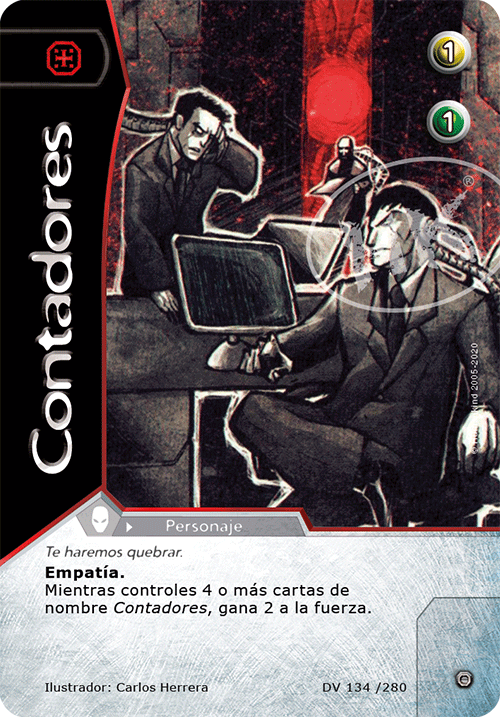 Contadores
1
1
Personaje
Te haremos quebrar.
Empatía.
Mientras controles 4 o más cartas de
nombre Contadores, gana 2 a la fuerza.
Ilustrador: Carlos Herrera
DV 134 /280
2005-2020